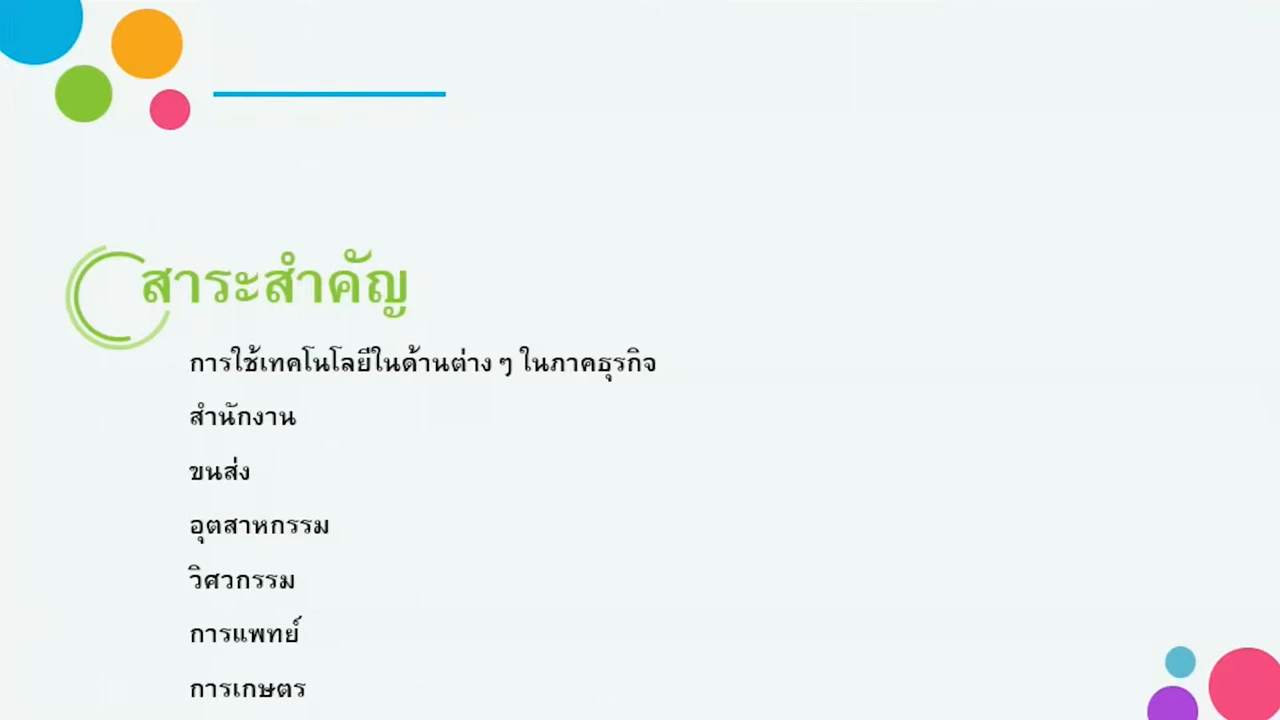 สาระสำคัญ
การใช้เทคโนโลยีในด้านต่าง ๆ ในภาคธุรกิจ
สำนักงาน
ขนส่ง
อุตสาหกรรม
วิศวกรรม
การแพทย์
การเกษตร